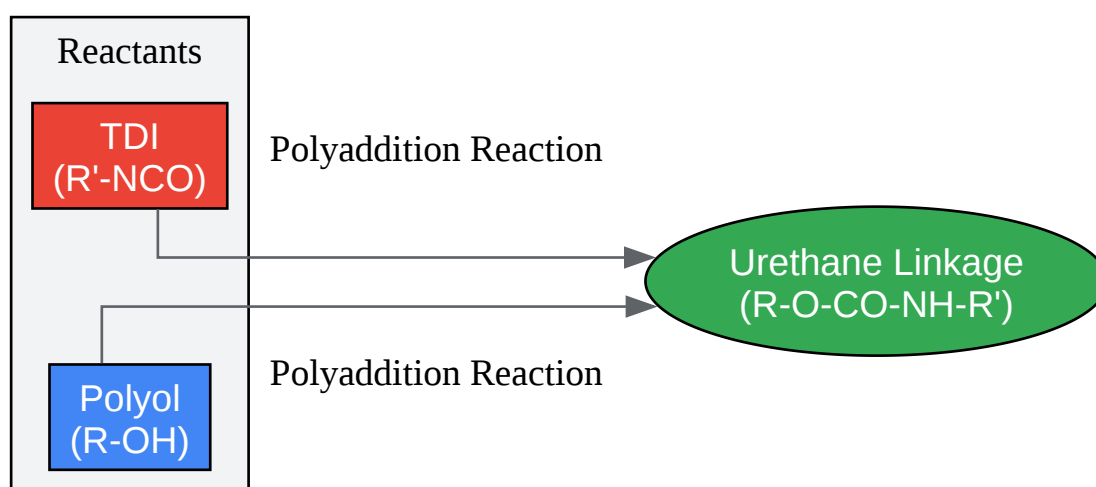 Reactants
TDI
(R'-NCO)
Polyaddition Reaction
Urethane Linkage
(R-O-CO-NH-R')
Polyaddition Reaction
Polyol
(R-OH)